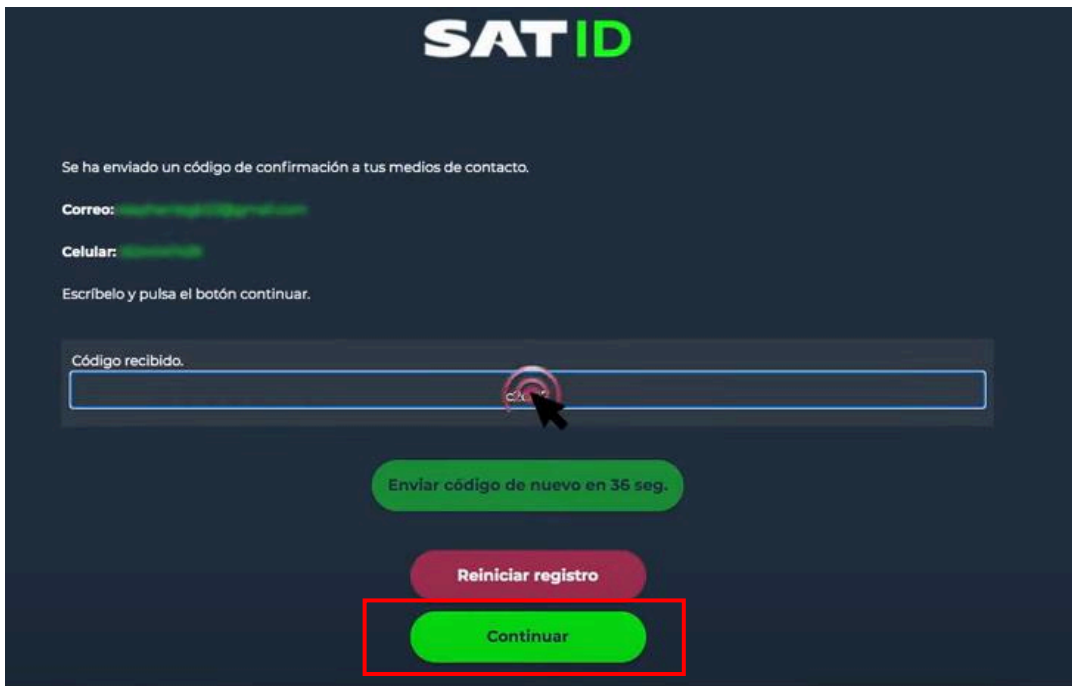 SAT ID
Se ha enviado un código de confirmación a tus medios de contacto.
Correo:
Celular:
Escríbelo y pulsa el botón continuar.
Código recibido.
Enviar código de nuevo en 36 seg.
Reiniciar registro
Continuar